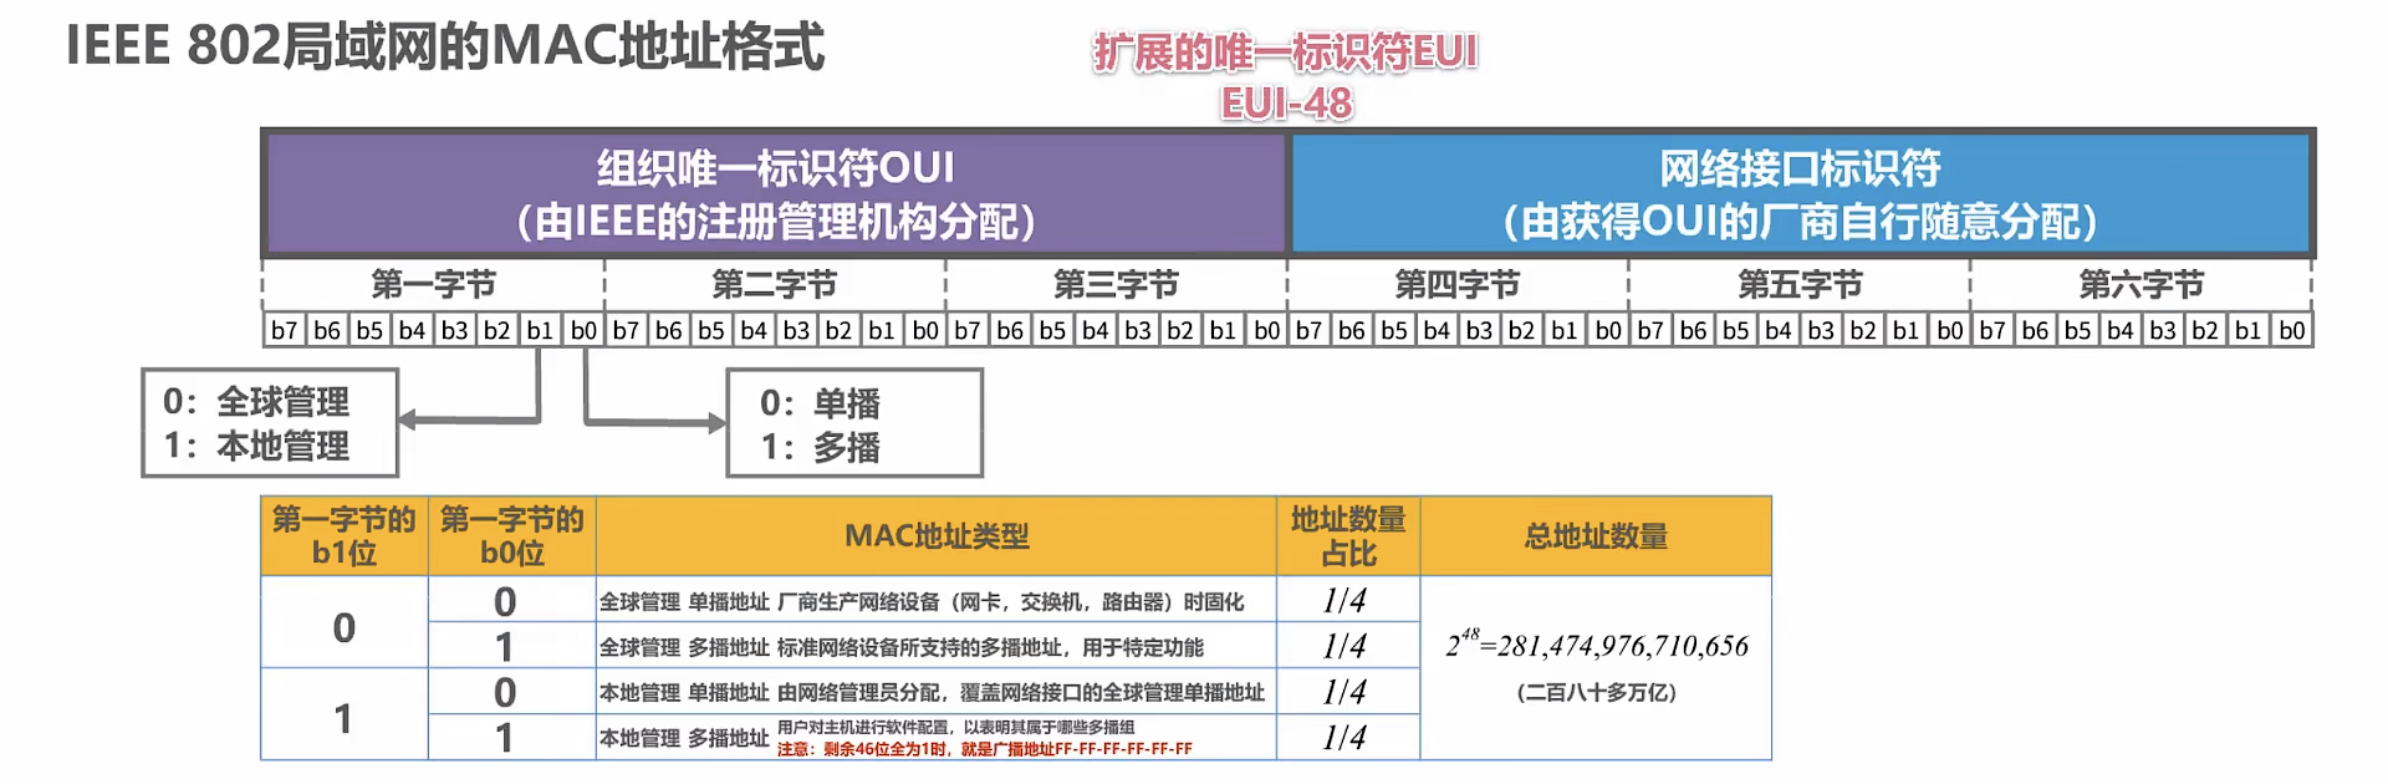 IEEE 802局域网的MAC地址格式
扩展的唯一标识符EUI
EUI-48
组织唯一标识符OUI
（由IEEE的注册管理机构分配）
网络接口标识符
（由获得OUI的厂商自行随意分配）
第一字节 第二字节 第三字节 第四字节 第五字节 第六字节
b7 b6 b5 b4 b3 b2 b1 b0 b7 b6 b5 b4 b3 b2 b1 b0 b7 b6 b5 b4 b3 b2 b1 b0 b7 b6 b5 b4 b3 b2 b1 b0 b7 b6 b5 b4 b3 b2 b1 b0 b7 b6 b5 b4 b3 b2 b1 b0
0：全球管理
1：本地管理
0：单播
1：多播
第一字节的
b1位
第一字节的
b0位
MAC地址类型
地址数量
占比
总地址数量
0
0
全球管理 单播地址 厂商生产网络设备（网卡，交换机，路由器）时固化
1/4
1
全球管理 多播地址 标准网络设备所支持的多播地址，用于特定功能
1/4
1
0
本地管理 单播地址 由网络管理员分配，覆盖网络接口的全球管理单播地址
1/4
1
本地管理 多播地址
用户对主机进行软件配置，以表明其属于哪些多播组
注意：剩余46位全为1时，就是广播地址FF-FF-FF-FF-FF-FF
1/4
2⁴⁸=281,474,976,710,656
（二百八十多万亿）